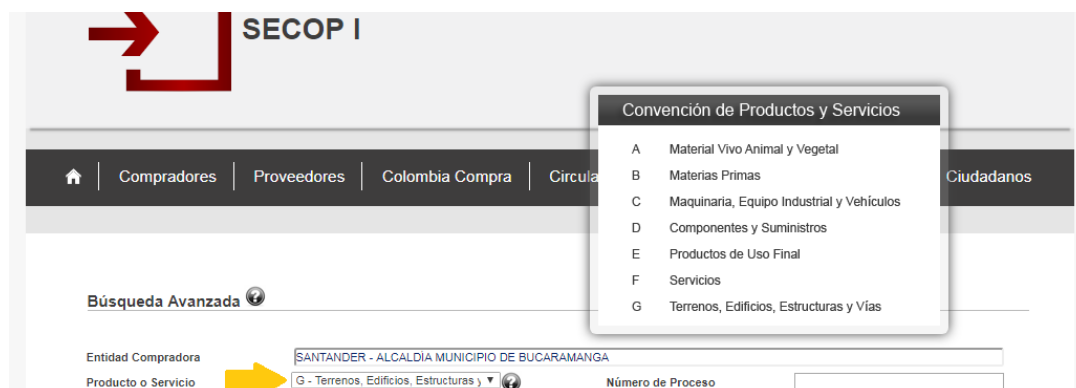 SECOP I
Convención de Productos y Servicios
A Material Vivo Animal y Vegetal
B Materias Primas
C Maquinaria, Equipo Industrial y Vehículos
D Componentes y Suministros
E Productos de Uso Final
F Servicios
G Terrenos, Edificios, Estructuras y Vías
Compradores Proveedores Colombia Compra Circula Ciudadanos
Búsqueda Avanzada ?
Entidad Compradora SANTANDER - ALCALDÍA MUNICIPIO DE BUCARAMANGA
Producto o Servicio G - Terrenos, Edificios, Estructuras y ? Número de Proceso